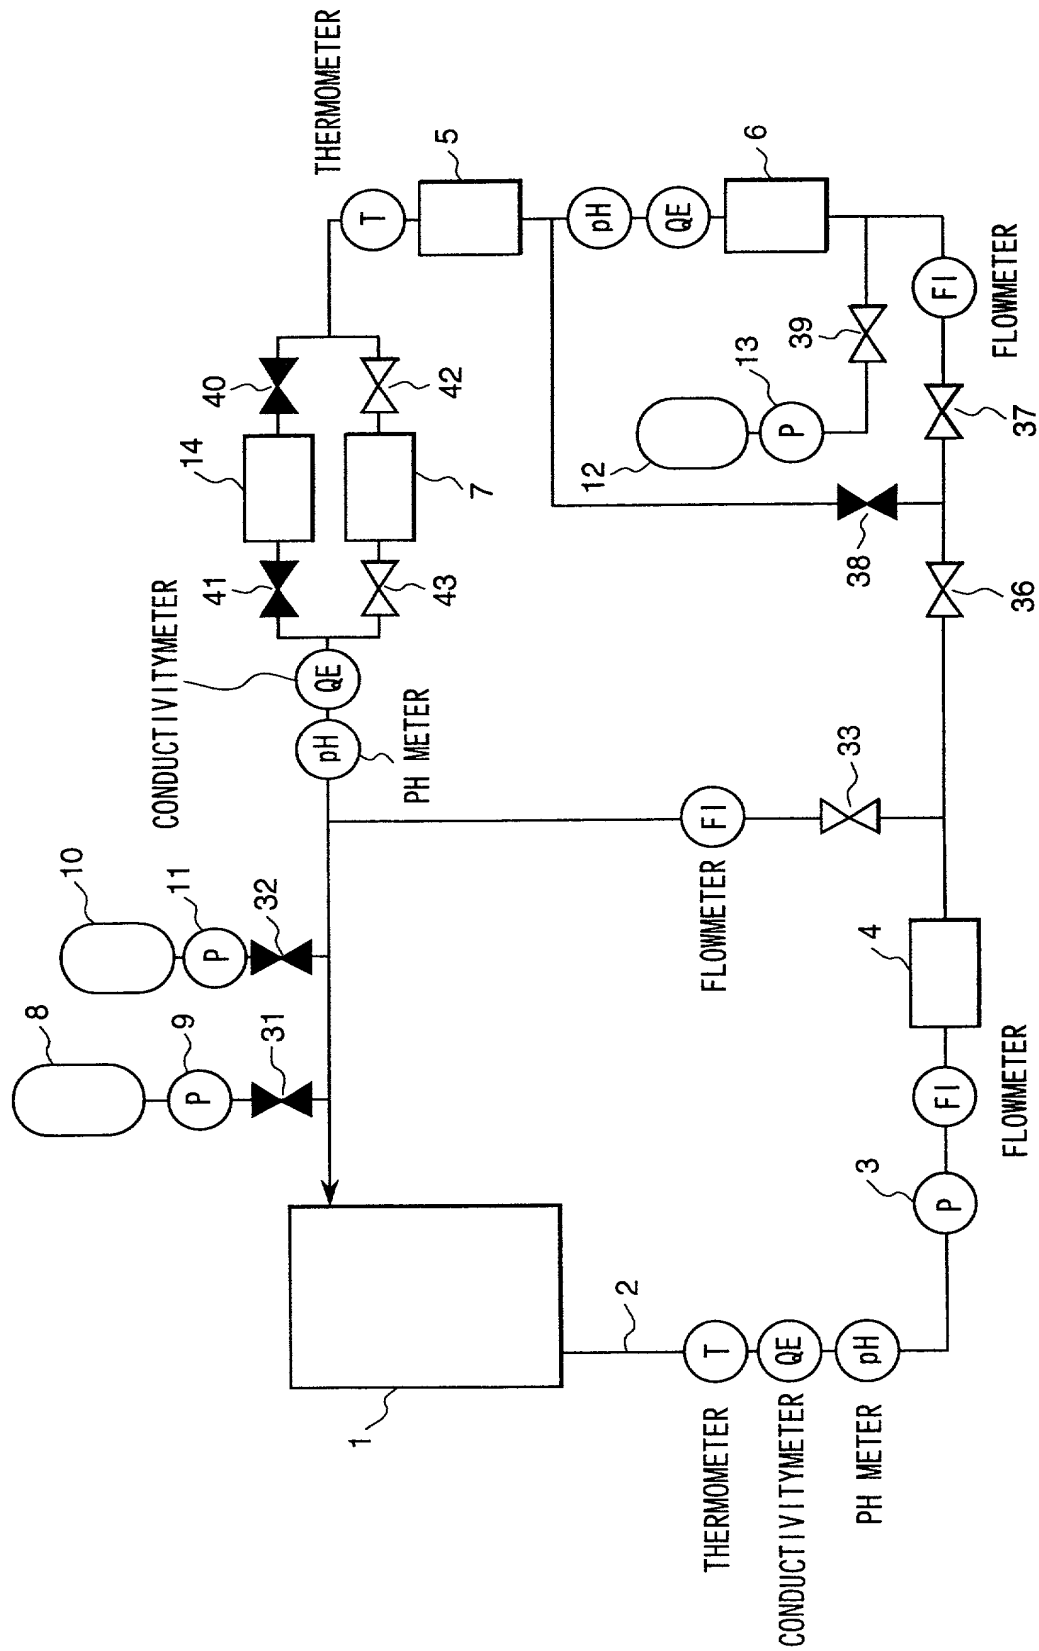 8
10
CONDUCTIVITYMETER
9
11
14
P
P
41
40
31
32
THERMOMETER
pH
QE
1
T
PH METER
43
42
5
7
12
pH
2
QE
THERMOMETER
T
FLOWMETER
FI
13
6
CONDUCTIVITYMETER
QE
P
39
33
38
PH METER
pH
3
4
P
FI
FI
FLOWMETER
36
37
FLOWMETER